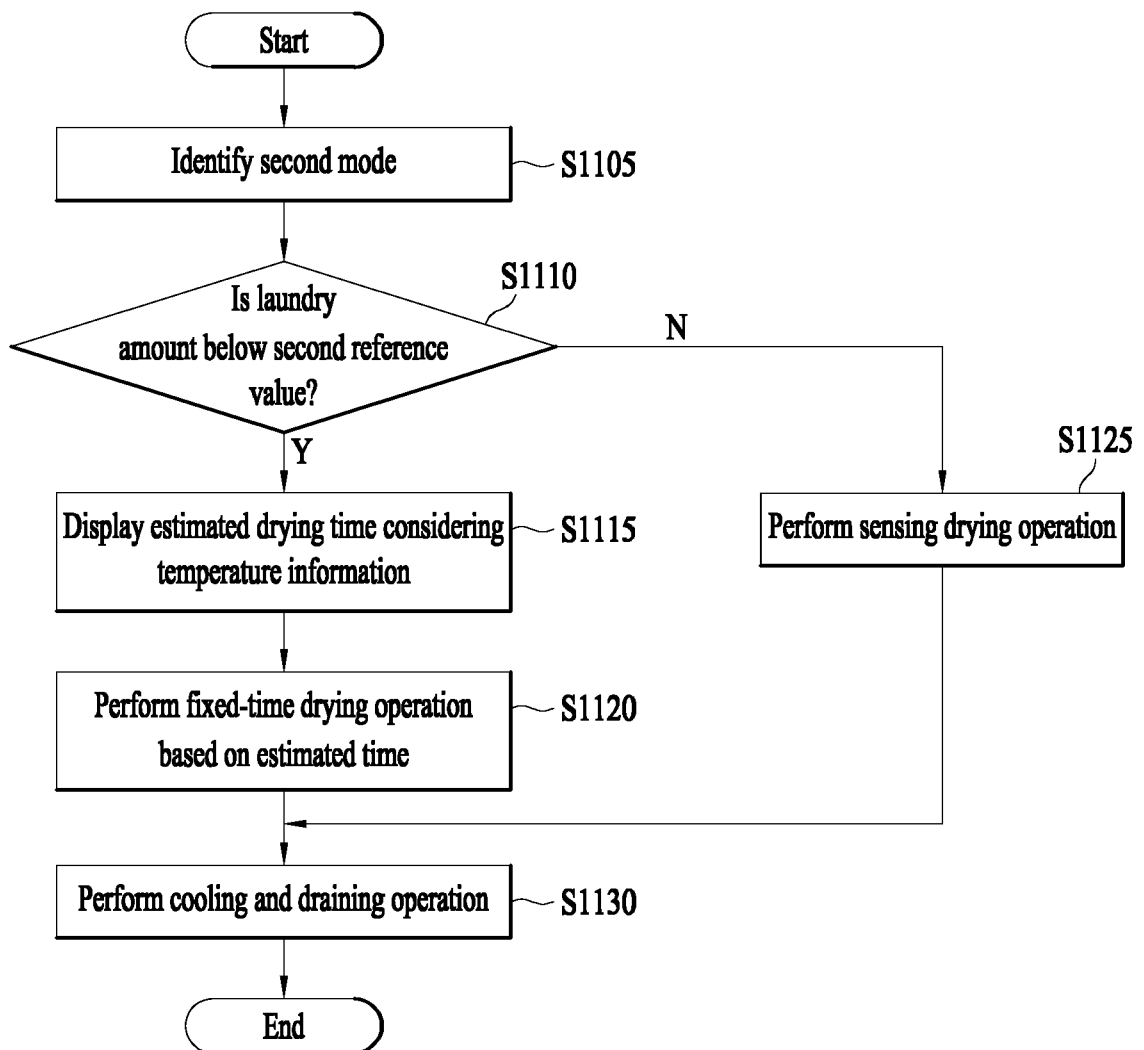 Start
Identify second mode
S1105
S1110
Is laundry
amount below second reference
value?
N
Y
S1125
Display estimated drying time considering
temperature information
S1115
Perform sensing drying operation
Perform fixed-time drying operation
based on estimated time
S1120
Perform cooling and draining operation
S1130
End